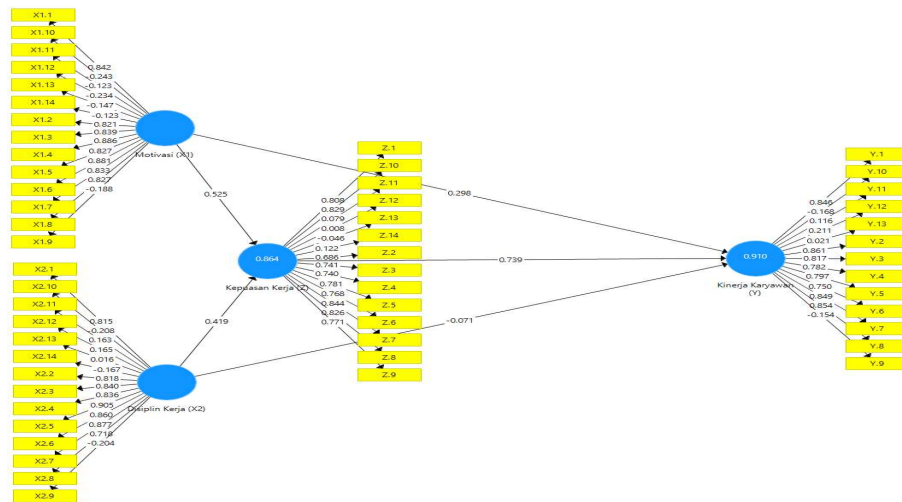 X1.1
X1.10
X1.11
X1.12
X1.13
X1.14
X1.2
X1.3
X1.4
X1.5
X1.6
X1.7
X1.8
X1.9
0.842
-0.243
-0.123
-0.234
-0.147
-0.123
0.821
0.839
0.886
0.827
0.881
0.833
0.827
-0.188
Motivasi (X1)
0.525
0.298
X2.1
X2.10
X2.11
X2.12
X2.13
X2.14
X2.2
X2.3
X2.4
X2.5
X2.6
X2.7
X2.8
X2.9
0.815
-0.208
0.163
0.165
0.016
-0.167
0.818
0.840
0.836
0.905
0.860
0.877
0.718
-0.204
Disiplin Kerja (X2)
0.419
-0.071
0.864
Kepuasan Kerja (Z)
0.808
0.829
0.079
0.008
-0.046
0.122
0.686
0.741
0.740
0.781
0.768
0.844
0.826
0.771
Z.1
Z.10
Z.11
Z.12
Z.13
Z.14
Z.2
Z.3
Z.4
Z.5
Z.6
Z.7
Z.8
Z.9
0.739
0.910
Kinerja Karyawan
(Y)
0.846
-0.168
0.116
0.211
0.021
0.861
0.817
0.782
0.797
0.750
0.849
0.854
-0.154
Y.1
Y.10
Y.11
Y.12
Y.13
Y.2
Y.3
Y.4
Y.5
Y.6
Y.7
Y.8
Y.9